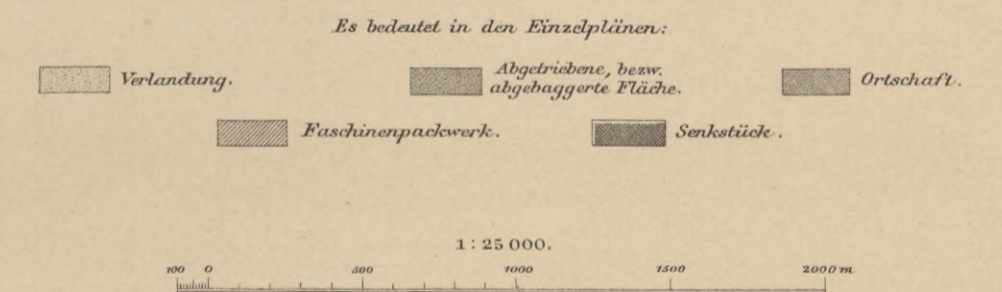 Es bedeutet in den Einzelplänen:
Verlandung.
Abgetriebene, bezw.
abgebaggerte Fläche.
Ortschaft.
Faschinenpackwerk.
Senkstück.
1:25 000.
100 0 500 1000 1500 2000 m